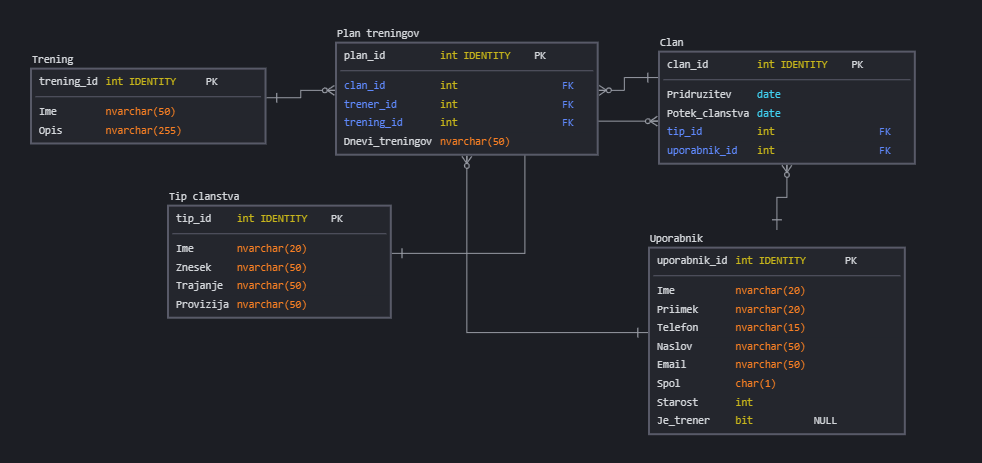 Trening
trening_id int IDENTITY PK
Ime nvarchar(50)
Opis nvarchar(255)
Plan treningov
plan_id int IDENTITY PK
clan_id int FK
trener_id int FK
trening_id int FK
Dnevi_treningov nvarchar(50)
Clan
clan_id int IDENTITY PK
Pridruzitev date
Potek_clanstva date
tip_id int FK
uporabnik_id int FK
Tip clanstva
tip_id int IDENTITY PK
Ime nvarchar(20)
Znesek nvarchar(50)
Trajanje nvarchar(50)
Provizija nvarchar(50)
Uporabnik
uporabnik_id int IDENTITY PK
Ime nvarchar(20)
Priimek nvarchar(20)
Telefon nvarchar(15)
Naslov nvarchar(50)
Email nvarchar(50)
Spol char(1)
Starost int
Je_trener bit NULL